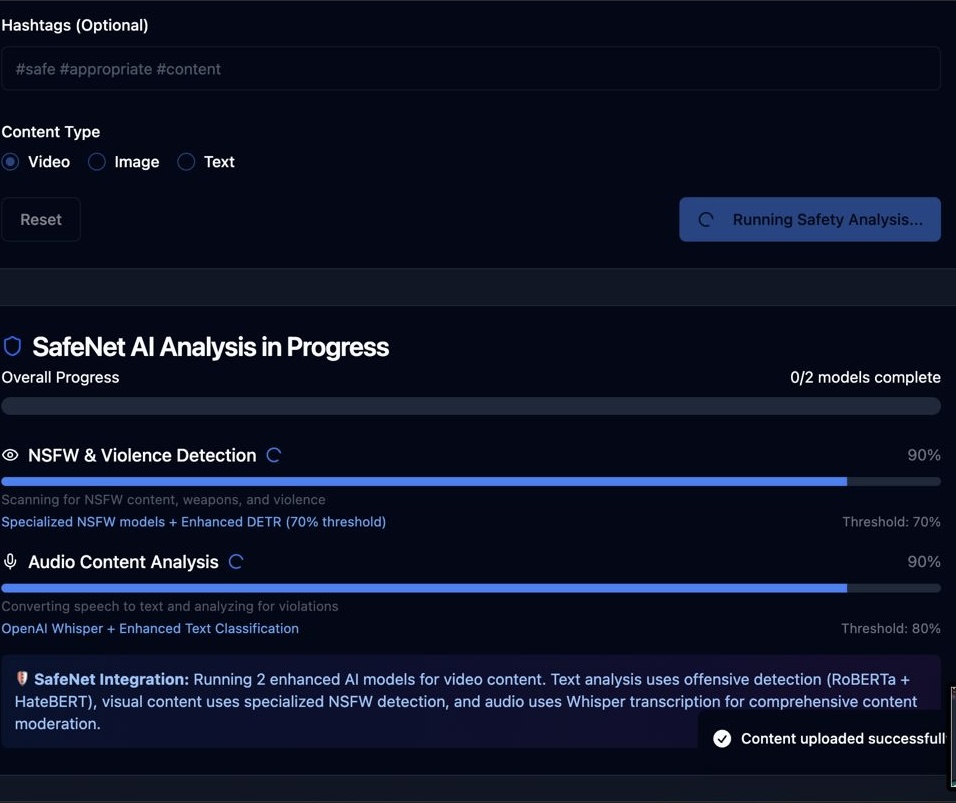 Hashtags (Optional)
#safe #appropriate #content
Content Type
Video Image Text
Reset
Running Safety Analysis...
SafeNet AI Analysis in Progress
Overall Progress
0/2 models complete
NSFW & Violence Detection
90%
Scanning for NSFW content, weapons, and violence
Specialized NSFW models + Enhanced DETR (70% threshold)
Threshold: 70%
Audio Content Analysis
90%
Converting speech to text and analyzing for violations
OpenAI Whisper + Enhanced Text Classification
Threshold: 80%
SafeNet Integration: Running 2 enhanced AI models for video content. Text analysis uses offensive detection (RoBERTa +
HateBERT), visual content uses specialized NSFW detection, and audio uses Whisper transcription for comprehensive content
moderation.
Content uploaded successfull